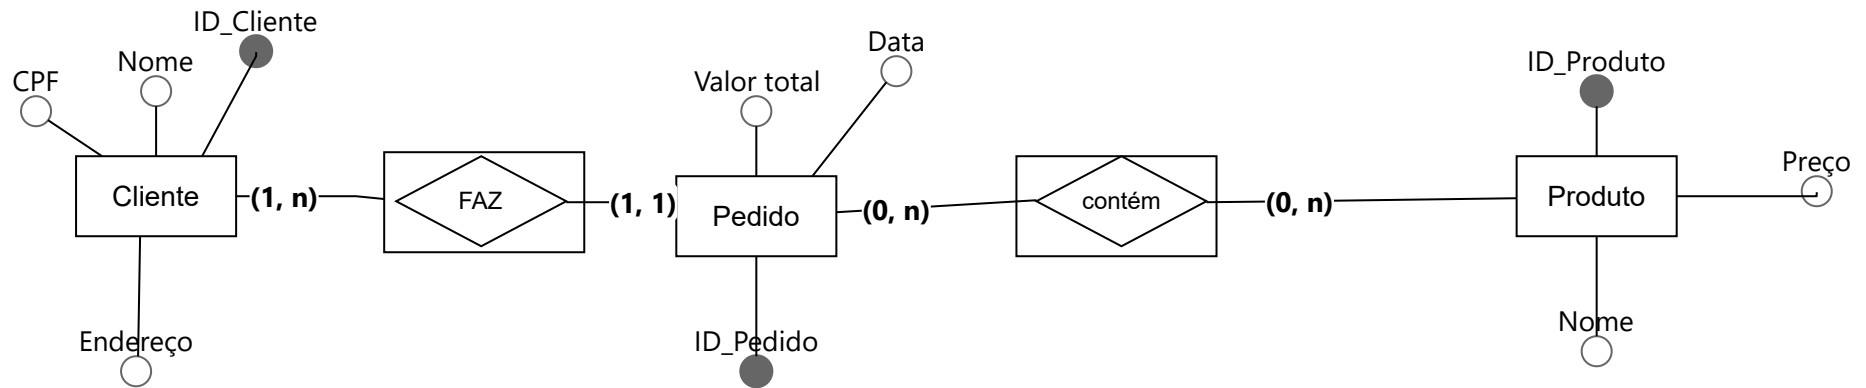 ID_Cliente
Nome
CPF
Cliente
Endereço
(1, n)
FAZ
(1, 1)
Data
Valor total
Pedido
ID_Pedido
(0, n)
contém
(0, n)
ID_Produto
Preço
Produto
Nome